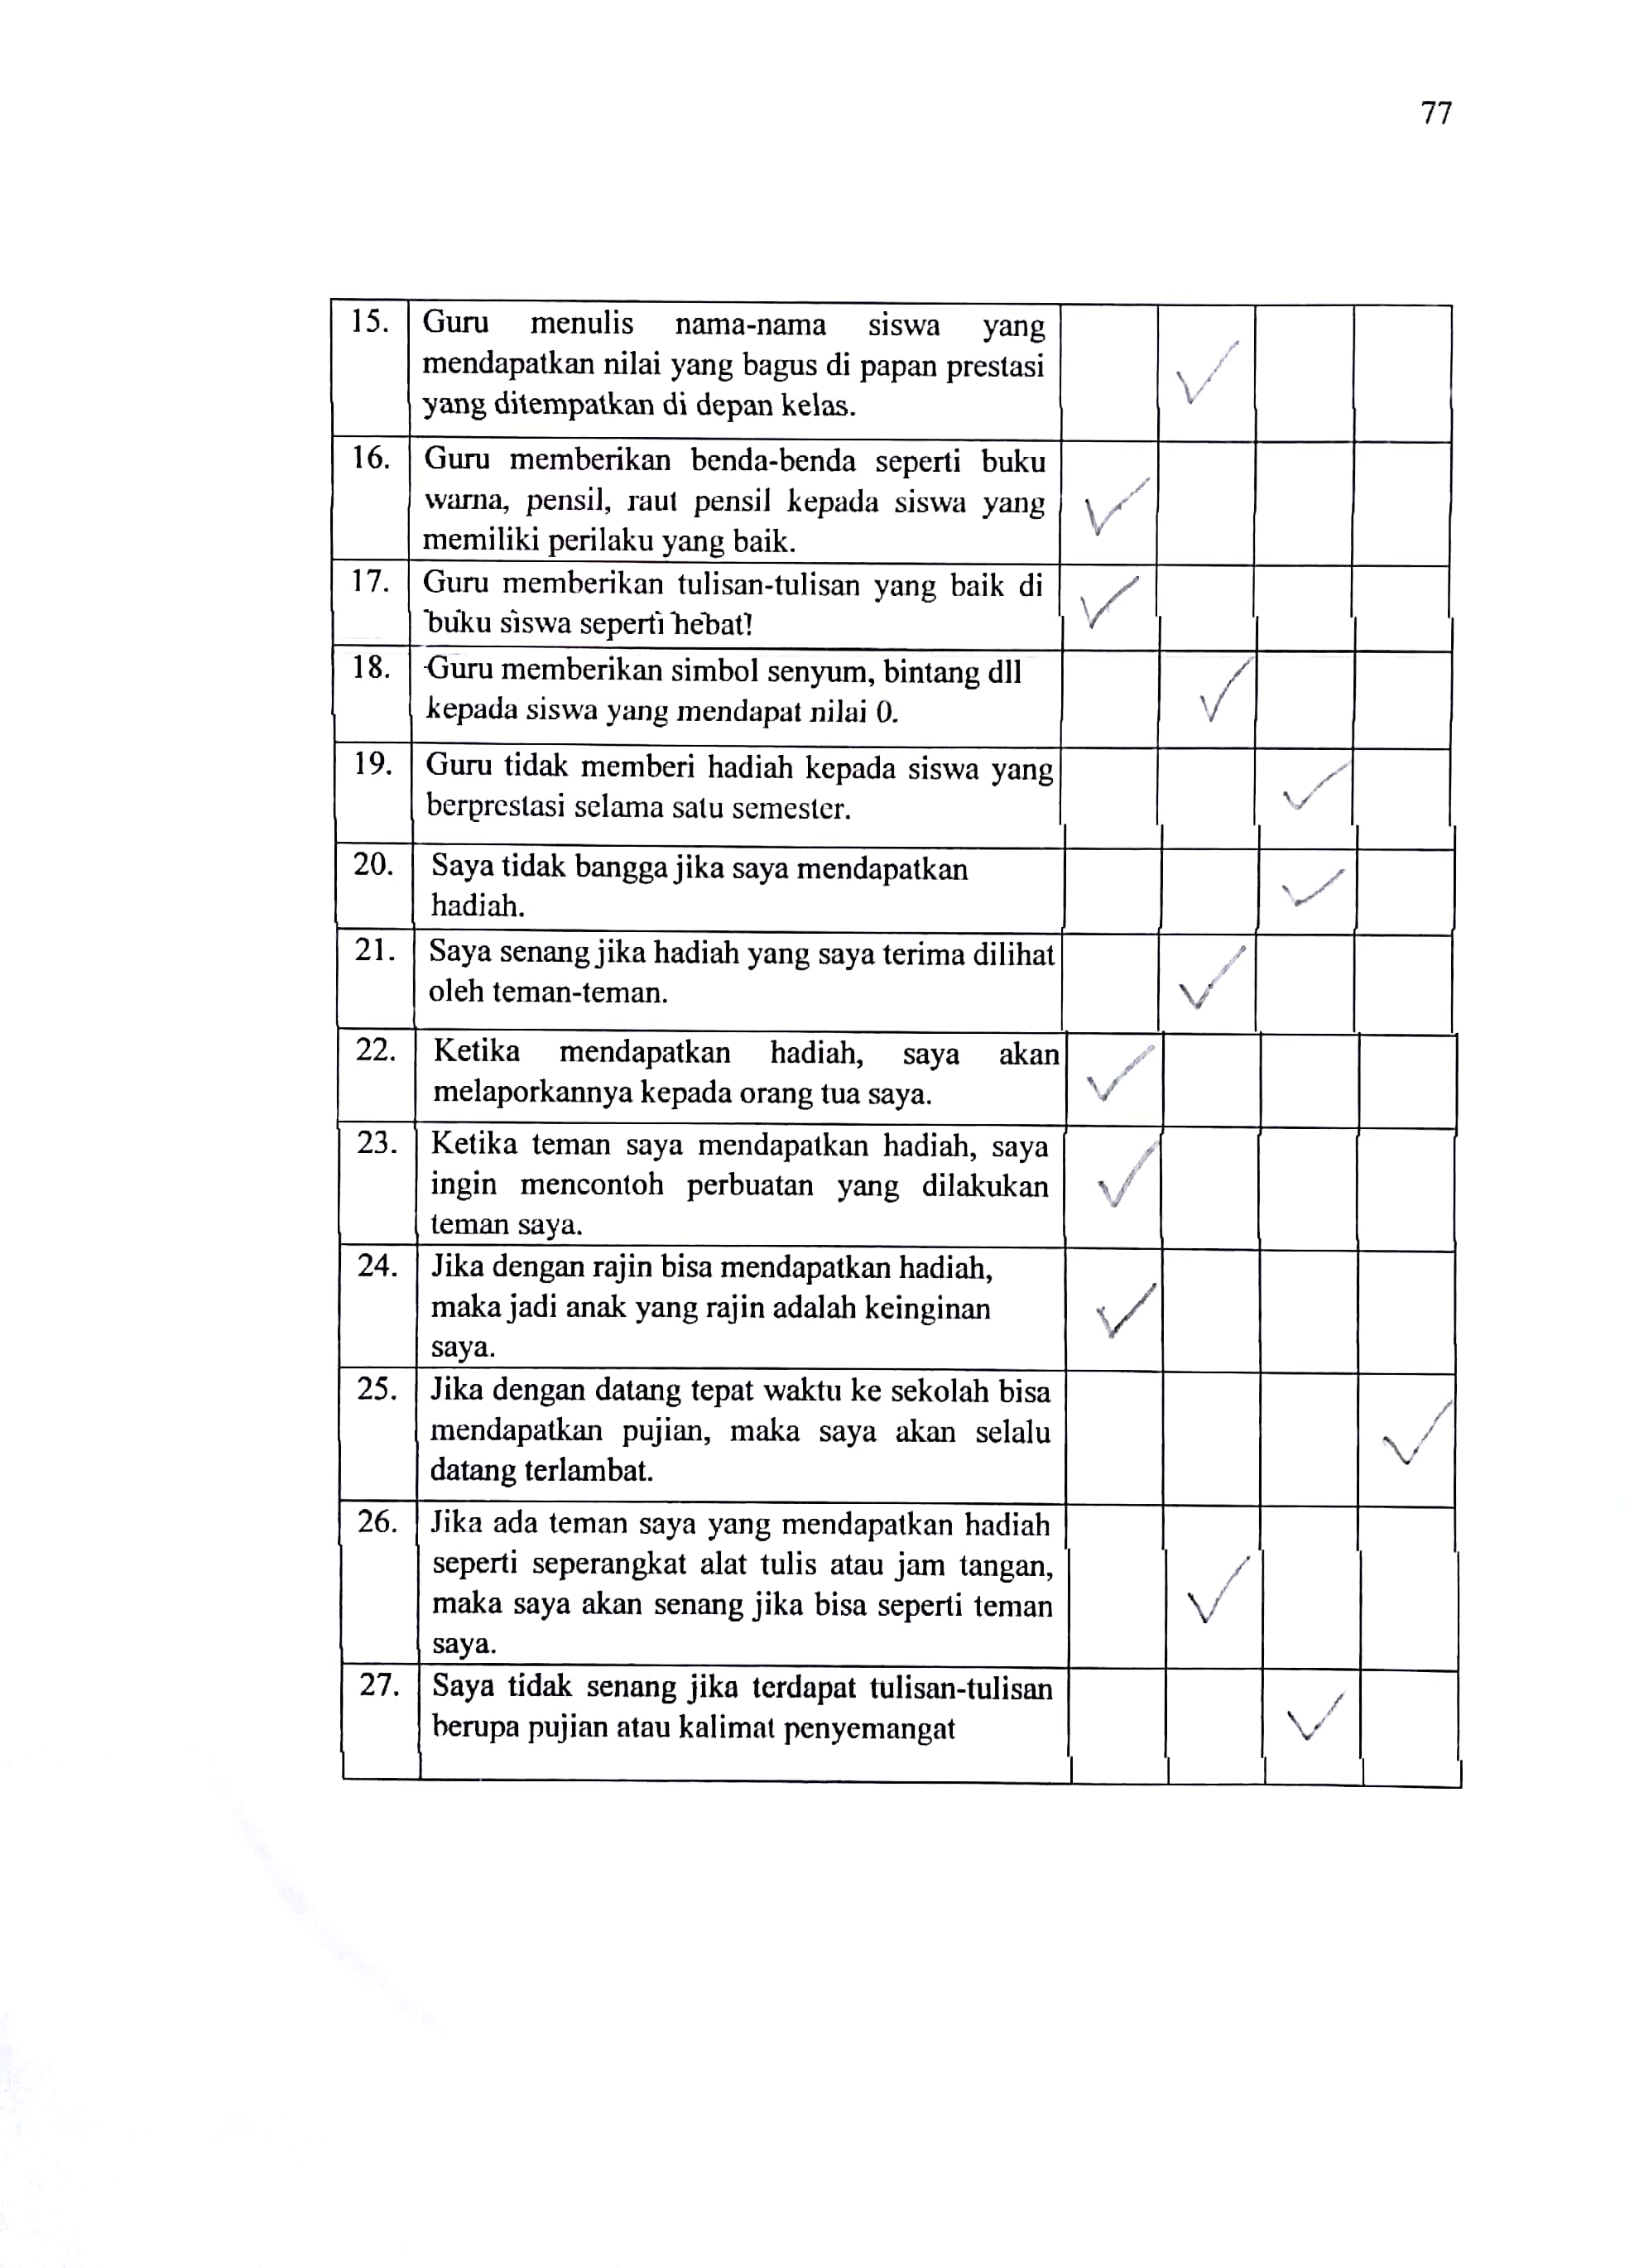 77
15. Guru menulis nama-nama siswa yang
mendapatkan nilai yang bagus di papan prestasi
yang ditempatkan di depan kelas.
16. Guru memberikan benda-benda seperti buku
warna, pensil, raut pensil kepada siswa yang
memiliki perilaku yang baik.
17. Guru memberikan tulisan-tulisan yang baik di
buku siswa seperti hebat!
18. Guru memberikan simbol senyum, bintang dll
kepada siswa yang mendapat nilai 0.
19. Guru tidak memberi hadiah kepada siswa yang
berprestasi selama satu semester.
20. Saya tidak bangga jika saya mendapatkan
hadiah.
21. Saya senang jika hadiah yang saya terima dilihat
oleh teman-teman.
22. Ketika mendapatkan hadiah, saya akan
melaporkannya kepada orang tua saya.
23. Ketika teman saya mendapatkan hadiah, saya
ingin mencontoh perbuatan yang dilakukan
teman saya.
24. Jika dengan rajin bisa mendapatkan hadiah,
maka jadi anak yang rajin adalah keinginan
saya.
25. Jika dengan datang tepat waktu ke sekolah bisa
mendapatkan pujian, maka saya akan selalu
datang terlambat.
26. Jika ada teman saya yang mendapatkan hadiah
seperti seperangkat alat tulis atau jam tangan,
maka saya akan senang jika bisa seperti teman
saya.
27. Saya tidak senang jika terdapat tulisan-tulisan
berupa pujian atau kalimat penyemangat